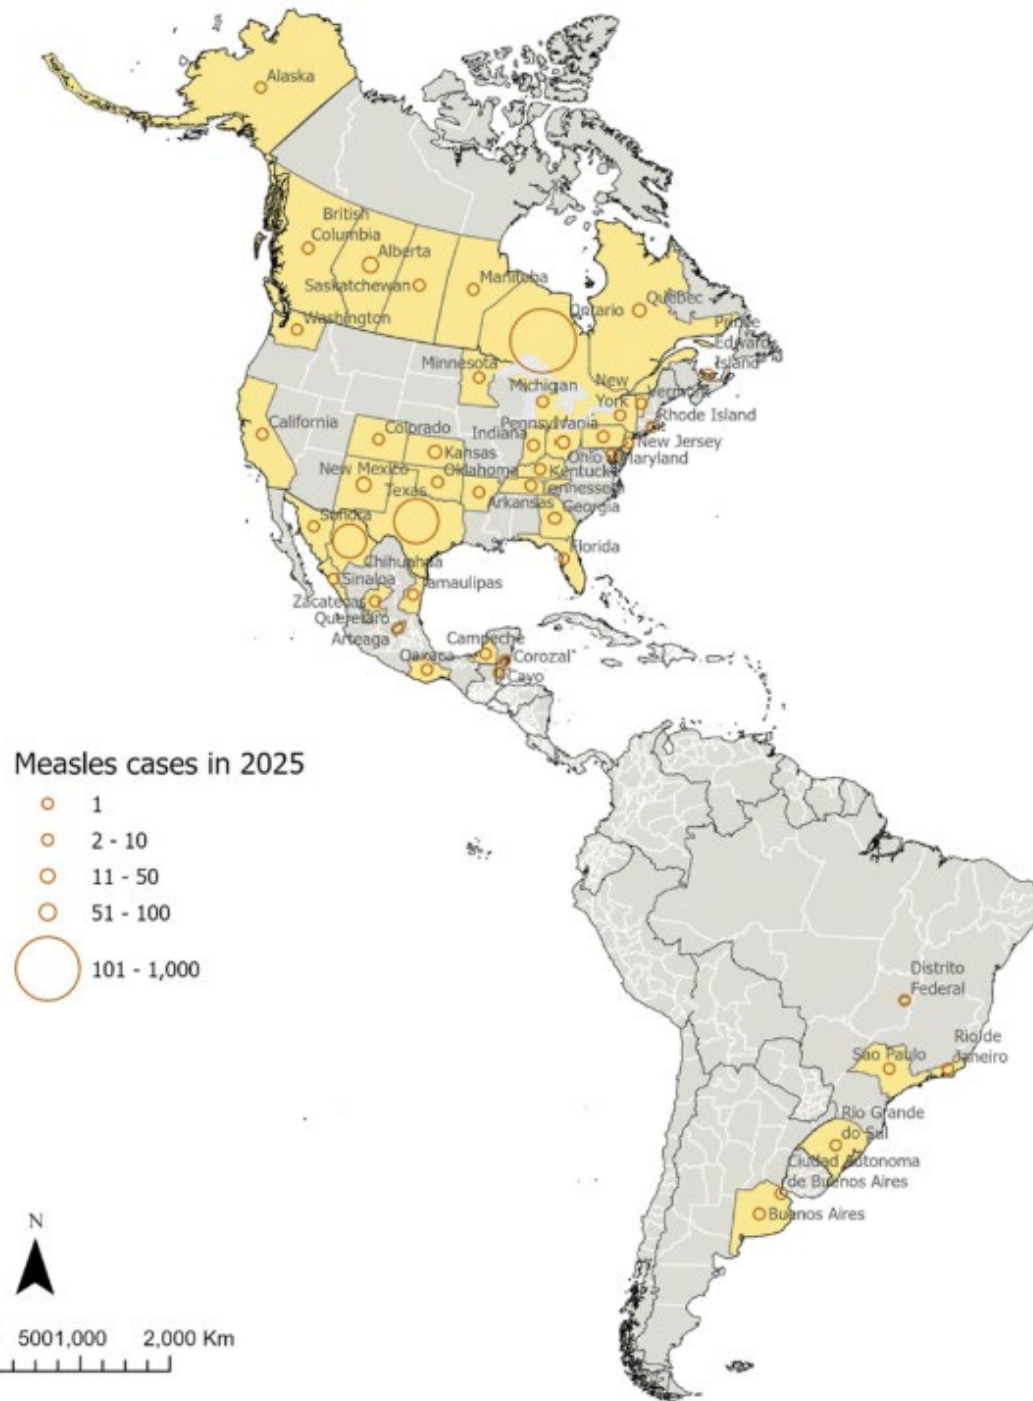 Alaska
British
Columbia
Alberta
Saskatchewan
Manitoba
Ontario
Quebec
Prince
Edward
Island
Washington
Minnesota
Michigan
New
York
Vermont
Rhode Island
California
Colorado
Indiana
Pennsylvania
New Jersey
Kansas
Ohio
Maryland
New Mexico
Oklahoma
Kentucky
Texas
Tennessee
Arkansas
Georgia
Sonora
Florida
Chihuahua
Sinaloa
Tamaulipas
Zacatecas
Queretaro
Arteaga
Campeche
Oaxaca
Corozal
Cayo
Measles cases in 2025
1
2 - 10
11 - 50
51 - 100
101 - 1,000
Distrito
Federal
Rio de
Janeiro
Sao Paulo
Rio Grande
do Sul
Ciudad Autonoma
de Buenos Aires
Buenos Aires
N
500 1,000 2,000 Km